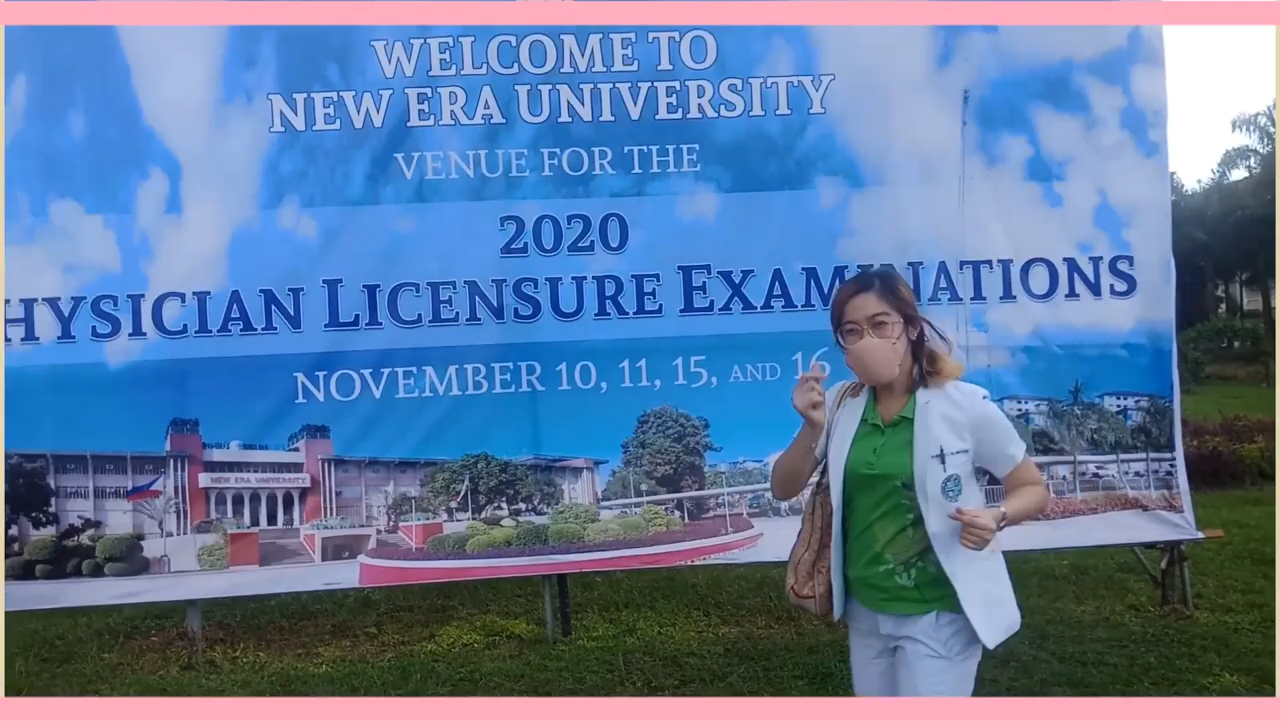 WELCOME TO
NEW ERA UNIVERSITY
VENUE FOR THE
2020
HYSICIAN LICENSURE EXAMINATIONS
NOVEMBER 10, 11, 15, AND 16
NEW ERA UNIVERSITY